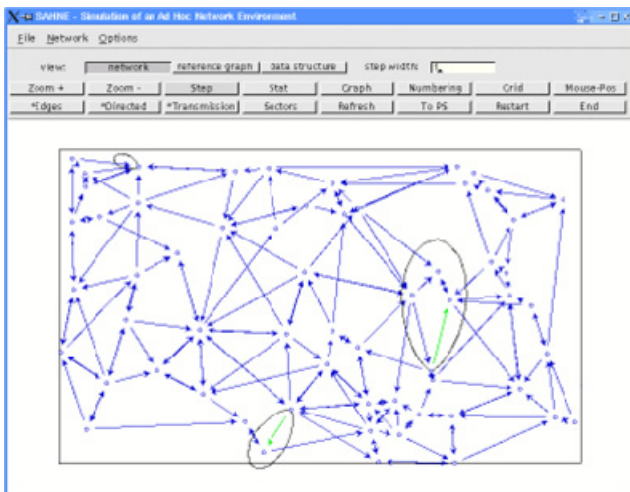 SAHNE - Simulation of an Ad Hoc Network Environment
File Network Options
view: network reference graph data structure step width: 1
Zoom + Zoom - Step Stat Graph Numbering Grid Mouse-Pos
*Edges *Directed *Transmission Sectors Refresh To PS Restart End